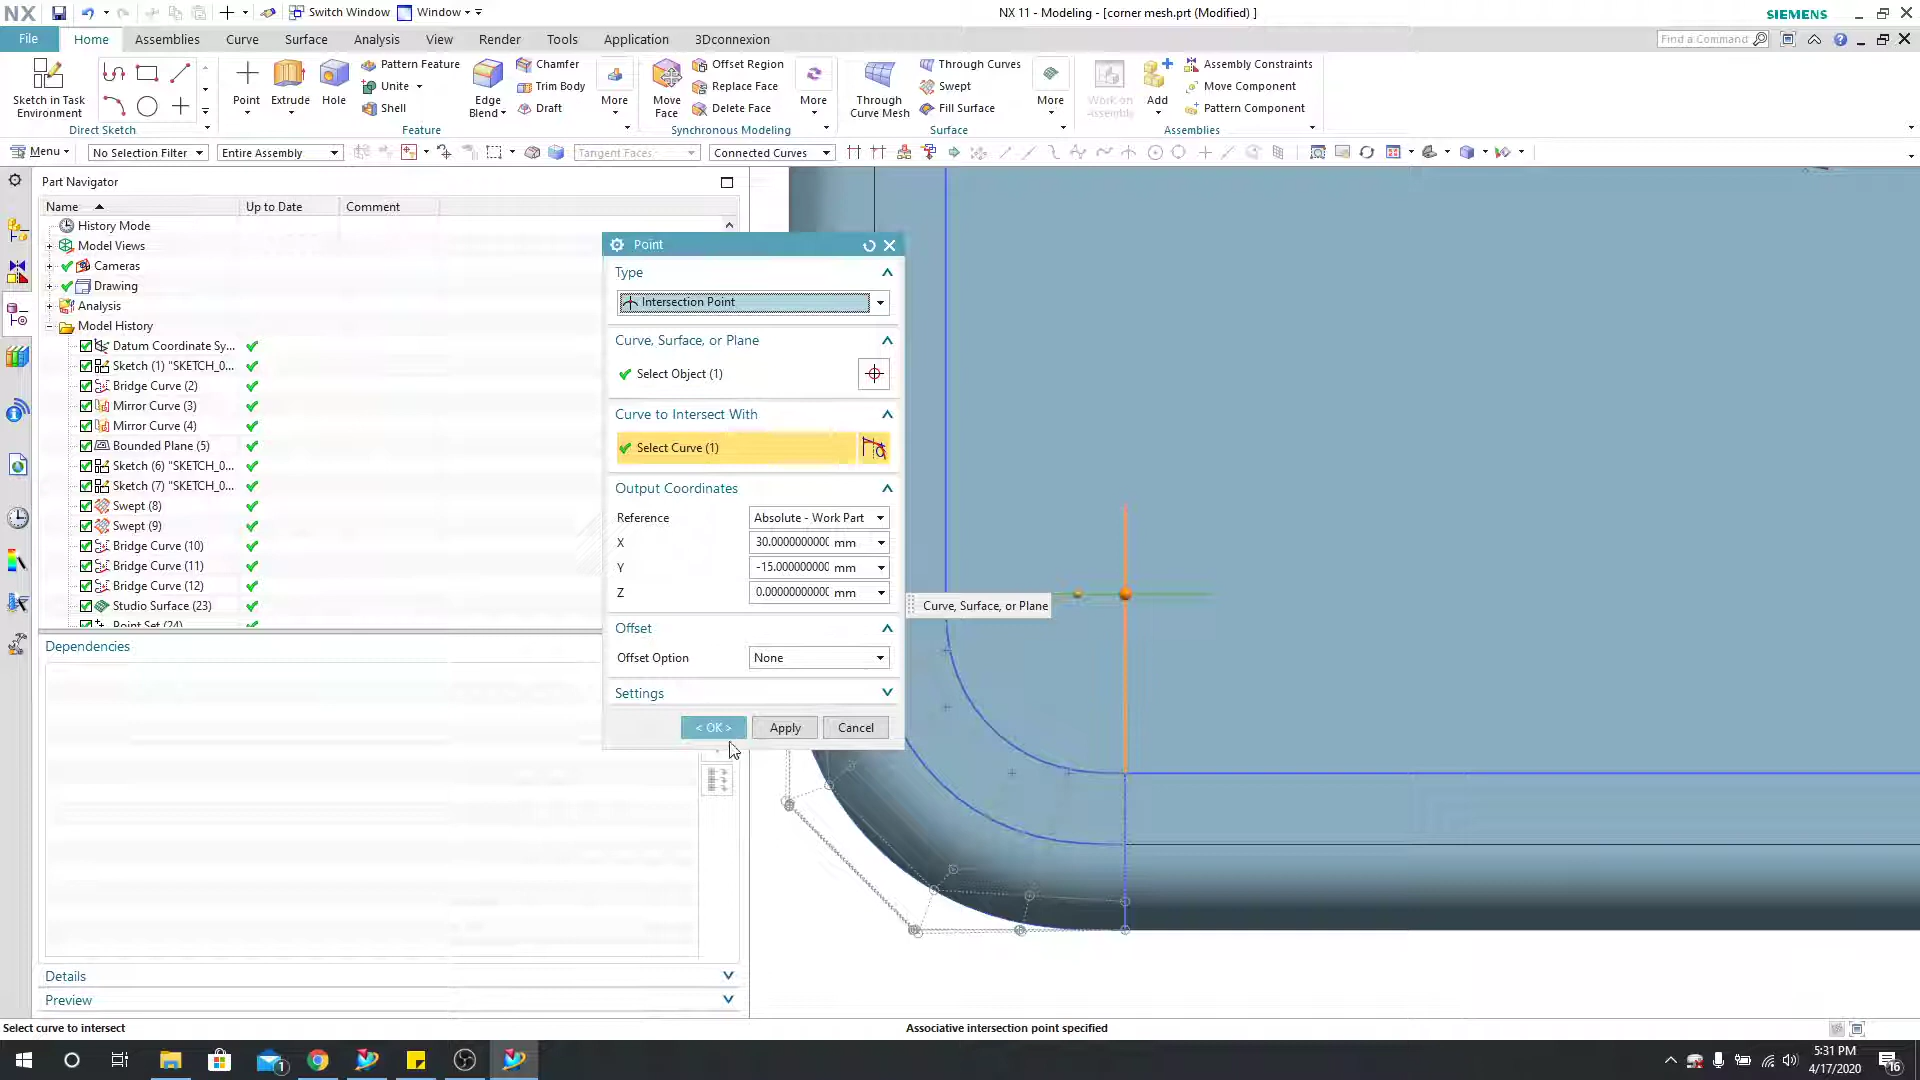 NX
Switch Window
Window
NX 11 - Modeling - [corner mesh.prt (Modified) ]
SIEMENS
File
Home
Assemblies
Curve
Surface
Analysis
View
Render
Tools
Application
3Dconnexion
Find a Command
Sketch in Task
Environment
Direct Sketch
Point
Extrude
Hole
Pattern Feature
Unite
Shell
Edge
Blend
Chamfer
Trim Body
Draft
More
Feature
Move
Face
Offset Region
Replace Face
Delete Face
More
Synchronous Modeling
Through
Curve Mesh
Through Curves
Swept
Fill Surface
More
Surface
Work on
Assembly
Add
Assembly Constraints
Move Component
Pattern Component
Assemblies
Menu
No Selection Filter
Entire Assembly
Tangent Faces
Connected Curves
Part Navigator
Name
Up to Date
Comment
History Mode
Model Views
Cameras
Drawing
Analysis
Model History
Datum Coordinate Sy...
Sketch (1) "SKETCH_0...
Bridge Curve (2)
Mirror Curve (3)
Mirror Curve (4)
Bounded Plane (5)
Sketch (6) "SKETCH_0...
Sketch (7) "SKETCH_0...
Swept (8)
Swept (9)
Bridge Curve (10)
Bridge Curve (11)
Bridge Curve (12)
Studio Surface (23)
Point Set (24)
Dependencies
Details
Preview
Point
Type
Intersection Point
Curve, Surface, or Plane
Select Object (1)
Curve to Intersect With
Select Curve (1)
Output Coordinates
Reference
Absolute - Work Part
X
30.0000000000 mm
Y
-15.000000000 mm
Z
0.0000000000 mm
Offset
Offset Option
None
Settings
< OK >
Apply
Cancel
Curve, Surface, or Plane
Select curve to intersect
Associative intersection point specified
1
5:31 PM
4/17/2020
16